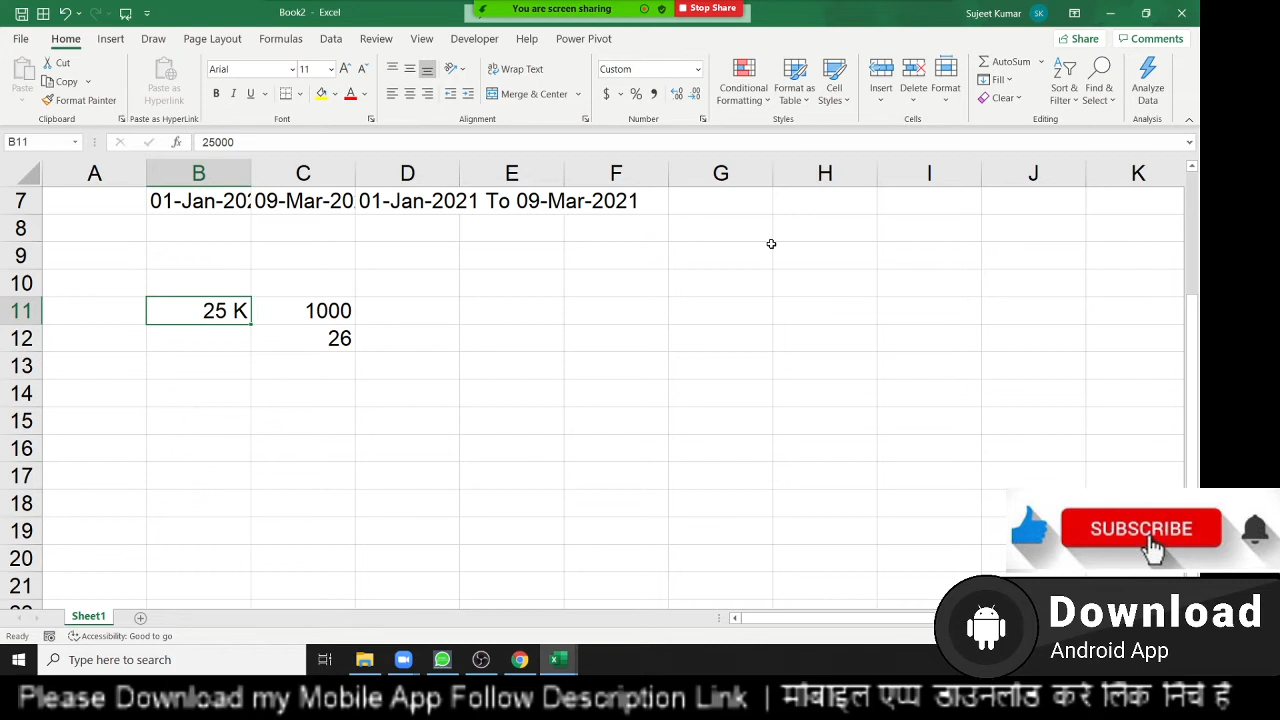 Book2 - Excel
You are screen sharing
Stop Share
Sujeet Kumar
SK
File Home Insert Draw Page Layout Formulas Data Review View Developer Help Power Pivot Share Comments
Paste
Cut
Copy
Format Painter
Clipboard
Paste as Hyperlink
Paste as HyperLink
Arial 11
B I U
Font
Wrap Text
Merge & Center
Alignment
Custom
$ % 
Number
Conditional Formatting
Format as Table
Cell Styles
Styles
Insert
Delete
Format
Cells
AutoSum
Fill
Clear
Sort & Filter
Find & Select
Editing
Analyze Data
Analysis
B11 fx 25000
A B C D E F G H I J K
7 01-Jan-202 09-Mar-20 01-Jan-2021 To 09-Mar-2021
8
9
10
11 25 K 1000
12 26
13
14
15
16
17
18
19
20
21
SUBSCRIBE
Download
Android App
Sheet1
Ready
Accessibility: Good to go
Type here to search
Please Download my Mobile App Follow Description Link | मोबाइल एप्प डाउनलोड करे लिंक निचे है